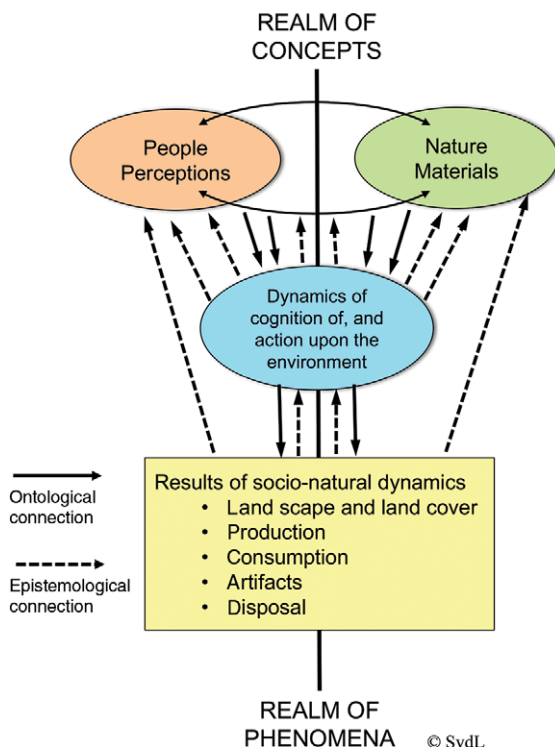 REALM OF
CONCEPTS
People
Perceptions
Nature
Materials
Dynamics of
cognition of, and
action upon the
environment
Results of socio-natural dynamics
• Land scape and land cover
• Production
• Consumption
• Artifacts
• Disposal
Ontological
connection
Epistemological
connection
REALM OF
PHENOMENA
© SvdL